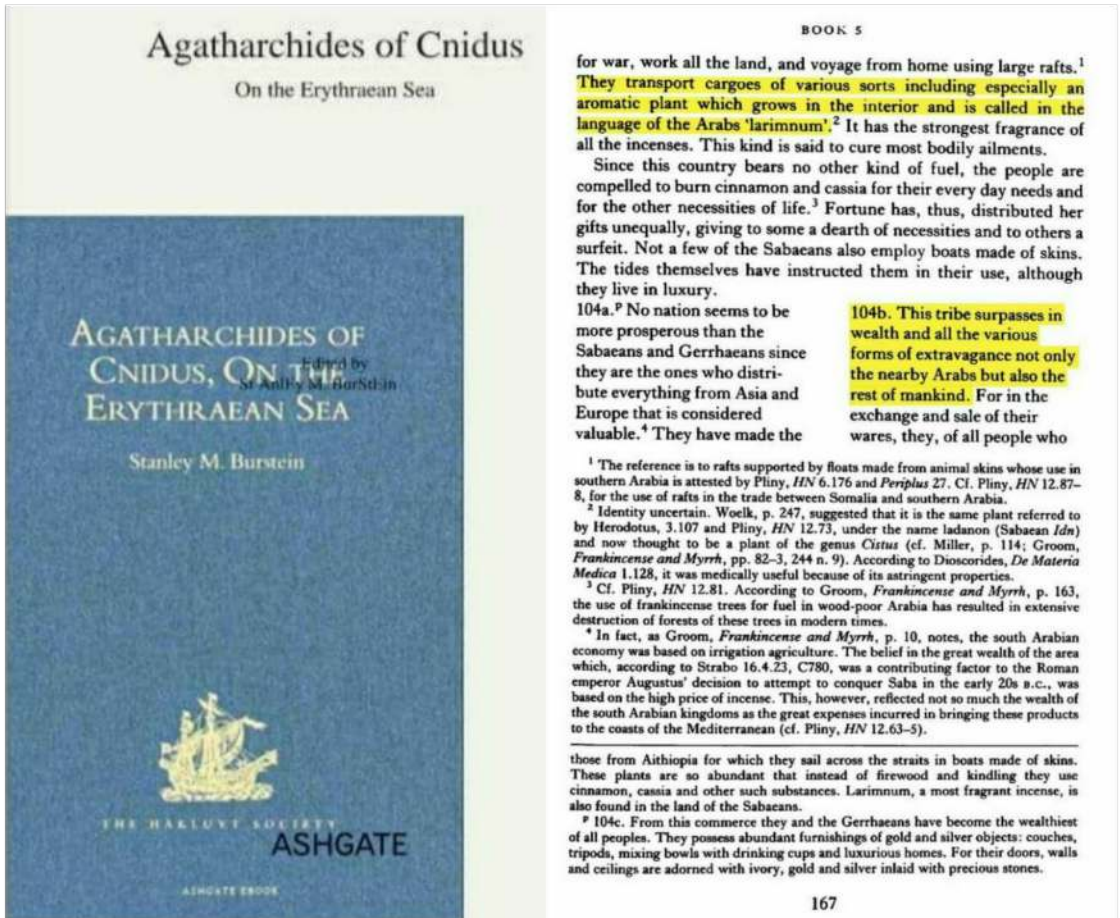 Agatharchides of Cnidus
On the Erythraean Sea
AGATHARCHIDES OF
CNIDUS, ON THE
ERYTHRAEAN SEA
Edited by
Stanley M. Burstein
THE HAKLUYT SOCIETY
ASHGATE
ASHGATE EBOOK
BOOK 5
for war, work all the land, and voyage from home using large rafts.¹
They transport cargoes of various sorts including especially an
aromatic plant which grows in the interior and is called in the
language of the Arabs 'larimnum'.² It has the strongest fragrance of
all the incenses. This kind is said to cure most bodily ailments.
Since this country bears no other kind of fuel, the people are
compelled to burn cinnamon and cassia for their every day needs and
for the other necessities of life.³ Fortune has, thus, distributed her
gifts unequally, giving to some a dearth of necessities and to others a
surfeit. Not a few of the Sabaeans also employ boats made of skins.
The tides themselves have instructed them in their use, although
they live in luxury.
104a.ᵖ No nation seems to be
more prosperous than the
Sabaeans and Gerrhaeans since
they are the ones who distri-
bute everything from Asia and
Europe that is considered
valuable.⁴ They have made the
104b. This tribe surpasses in
wealth and all the various
forms of extravagance not only
the nearby Arabs but also the
rest of mankind. For in the
exchange and sale of their
wares, they, of all people who
¹ The reference is to rafts supported by floats made from animal skins whose use in
southern Arabia is attested by Pliny, HN 6.176 and Periplus 27. Cf. Pliny, HN 12.87–
8, for the use of rafts in the trade between Somalia and southern Arabia.
² Identity uncertain. Woelk, p. 247, suggested that it is the same plant referred to
by Herodotus, 3.107 and Pliny, HN 12.73, under the name ladanon (Sabaean ldn)
and now thought to be a plant of the genus Cistus (cf. Miller, p. 114; Groom,
Frankincense and Myrrh, pp. 82–3, 244 n. 9). According to Dioscorides, De Materia
Medica 1.128, it was medically useful because of its astringent properties.
³ Cf. Pliny, HN 12.81. According to Groom, Frankincense and Myrrh, p. 163,
the use of frankincense trees for fuel in wood-poor Arabia has resulted in extensive
destruction of forests of these trees in modern times.
⁴ In fact, as Groom, Frankincense and Myrrh, p. 10, notes, the south Arabian
economy was based on irrigation agriculture. The belief in the great wealth of the area
which, according to Strabo 16.4.23, C780, was a contributing factor to the Roman
emperor Augustus' decision to attempt to conquer Saba in the early 20s B.C., was
based on the high price of incense. This, however, reflected not so much the wealth of
the south Arabian kingdoms as the great expenses incurred in bringing these products
to the coasts of the Mediterranean (cf. Pliny, HN 12.63–5).
those from Aithiopia for which they sail across the straits in boats made of skins.
These plants are so abundant that instead of firewood and kindling they use
cinnamon, cassia and other such substances. Larimnum, a most fragrant incense, is
also found in the land of the Sabaeans.
ᵖ 104c. From this commerce they and the Gerrhaeans have become the wealthiest
of all peoples. They possess abundant furnishings of gold and silver objects: couches,
tripods, mixing bowls with drinking cups and luxurious homes. For their doors, walls
and ceilings are adorned with ivory, gold and silver inlaid with precious stones.
167